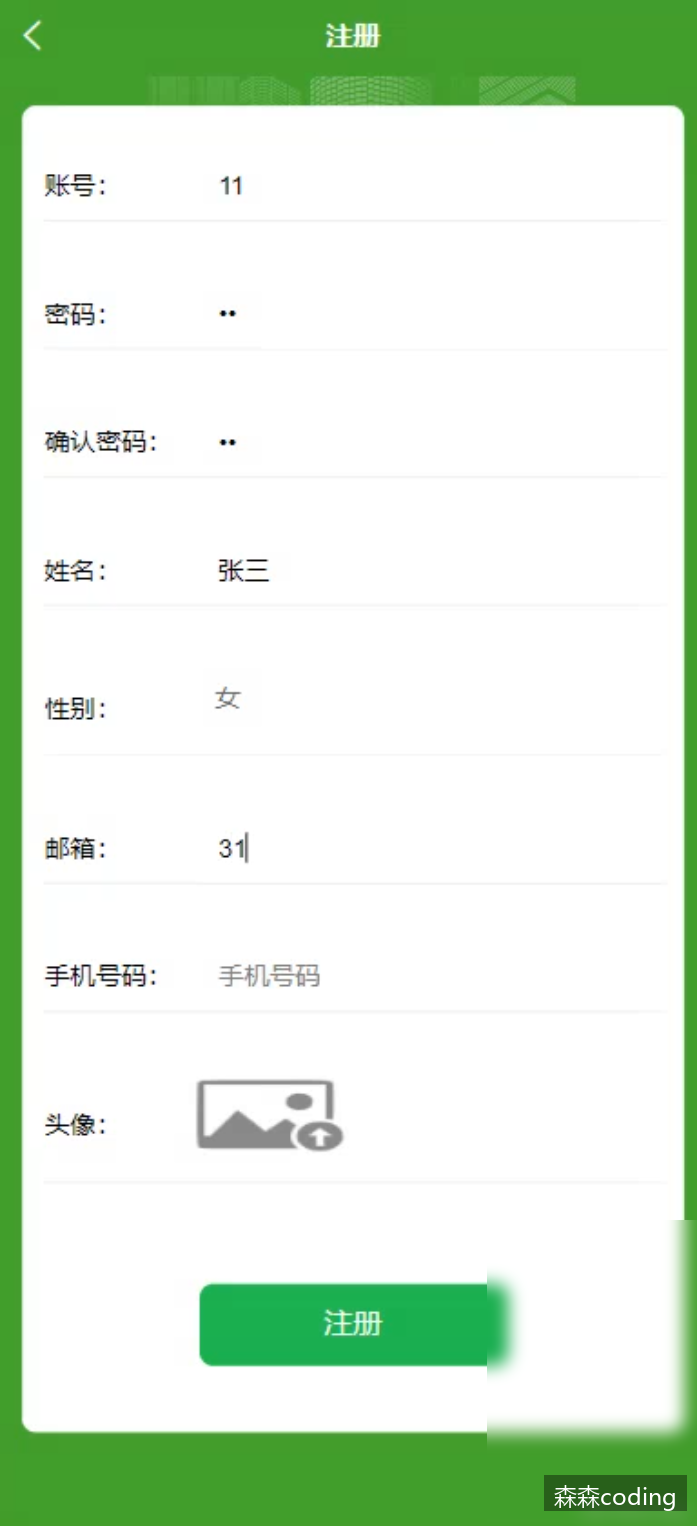 注册
账号： 11
密码： ••
确认密码： ••
姓名： 张三
性别： 女
邮箱： 31
手机号码： 手机号码
头像：
注册
森森coding